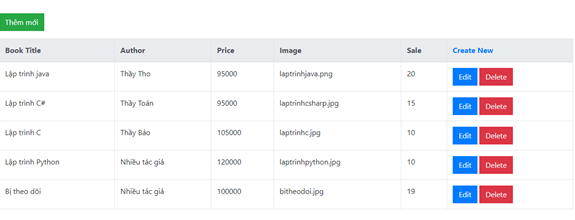 Thêm mới
Book Title Author Price Image Sale Create New
Lập trình java Thầy Tho 95000 laptrinhjava.png 20 Edit Delete
Lập trình C# Thầy Toán 95000 laptrinhcsharp.jpg 15 Edit Delete
Lập trình C Thầy Bảo 105000 laptrinhc.jpg 10 Edit Delete
Lập trình Python Nhiều tác giả 120000 laptrinhpython.jpg 10 Edit Delete
Bị theo dõi Nhiều tác giả 100000 bitheodoi.jpg 19 Edit Delete